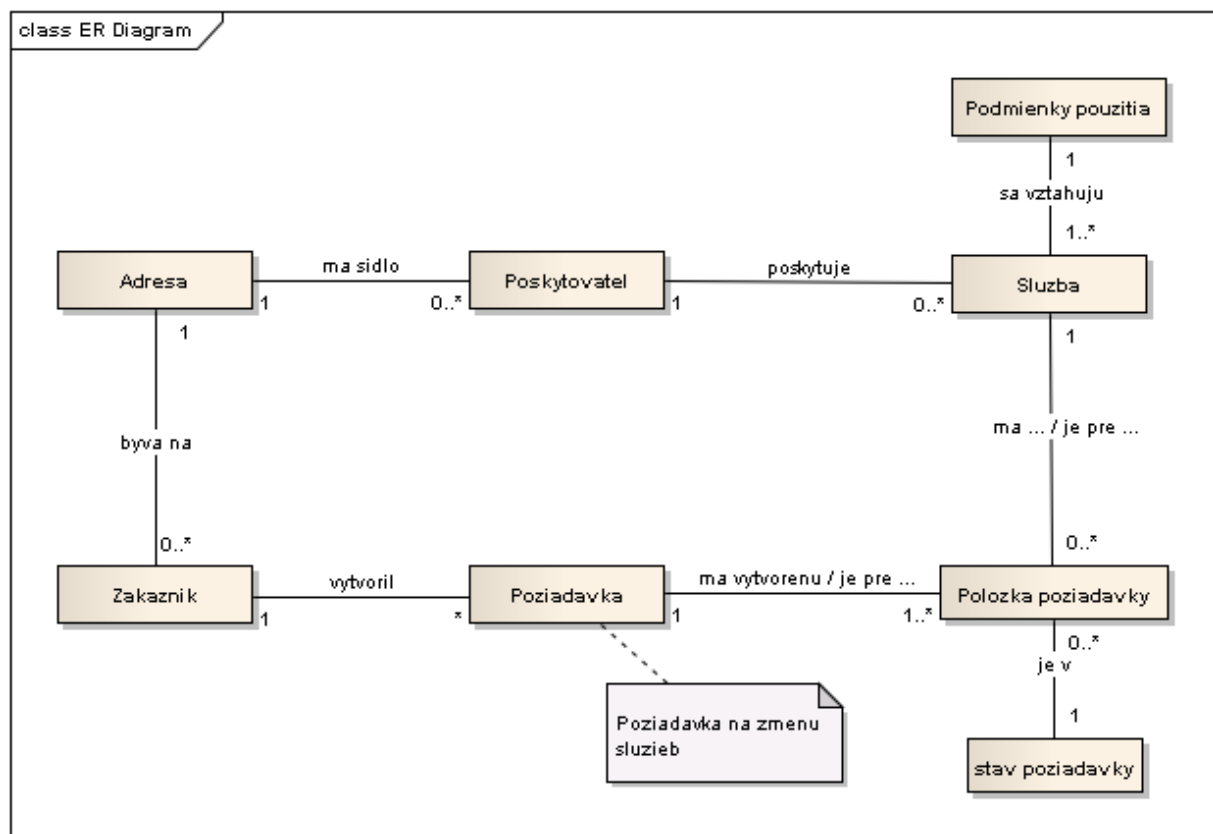 class ER Diagram
Podmienky pouzitia
1
sa vztahuju
1..*
Adresa
ma sidlo
Poskytovatel
poskytuje
Sluzba
1
0..*
1
0..*
1
1
byva na
ma ... / je pre ...
0..*
0..*
Zakaznik
vytvoril
Poziadavka
ma vytvorenu / je pre ...
Polozka poziadavky
1
*
1
1..*
0..*
je v
Poziadavka na zmenu
sluzieb
1
stav poziadavky